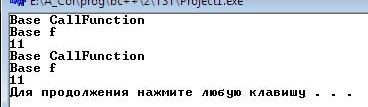 E:\A_Cor\prog\bc++\2\TST\Project1.exe
Base CallFunction
Base f
11
Base CallFunction
Base f
11
Для продолжения нажмите любую клавишу . . .